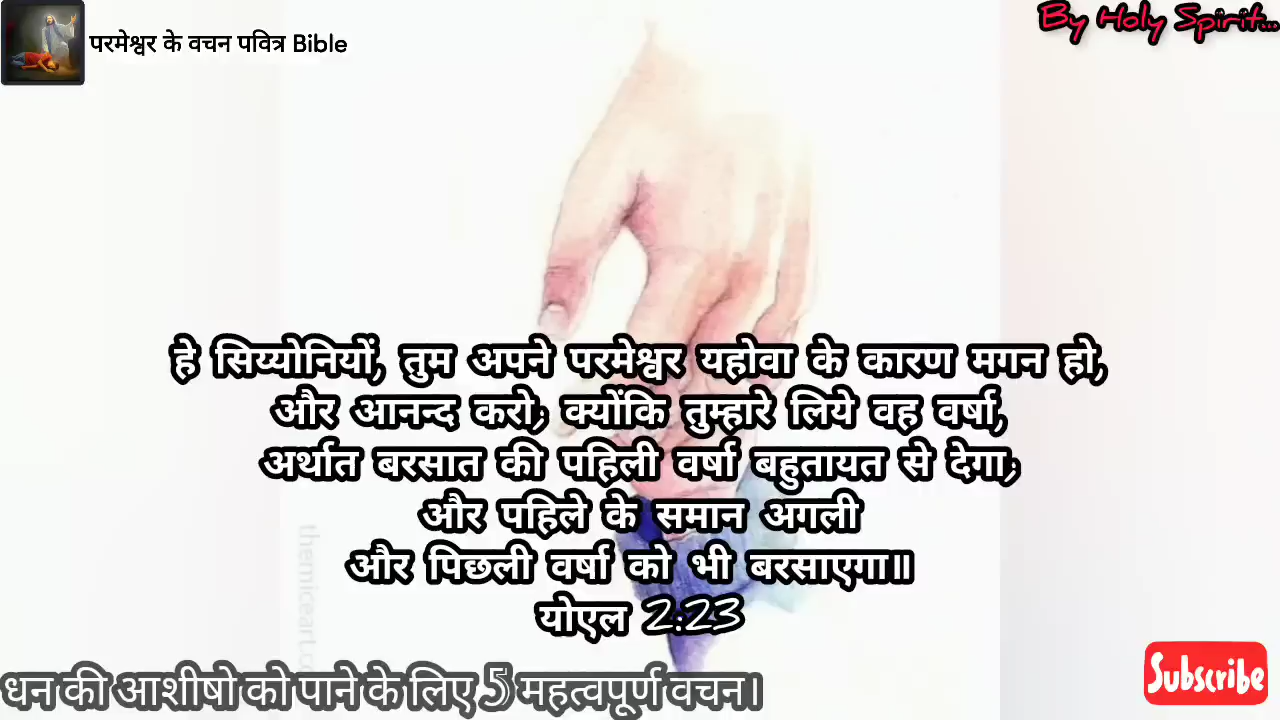 परमेश्वर के वचन पवित्र Bible
By Holy Spirit...
हे सिय्योनियों, तुम अपने परमेश्वर यहोवा के कारण मगन हो,
और आनन्द करो; क्योंकि तुम्हारे लिये वह वर्षा,
अर्थात बरसात की पहिली वर्षा बहुतायत से देगा;
और पहिले के समान अगली
और पिछली वर्षा को भी बरसाएगा॥
योएल 2:23
themiceart.co
धन की आशीषो को पाने के लिए 5 महत्वपूर्ण वचन।
Subscribe